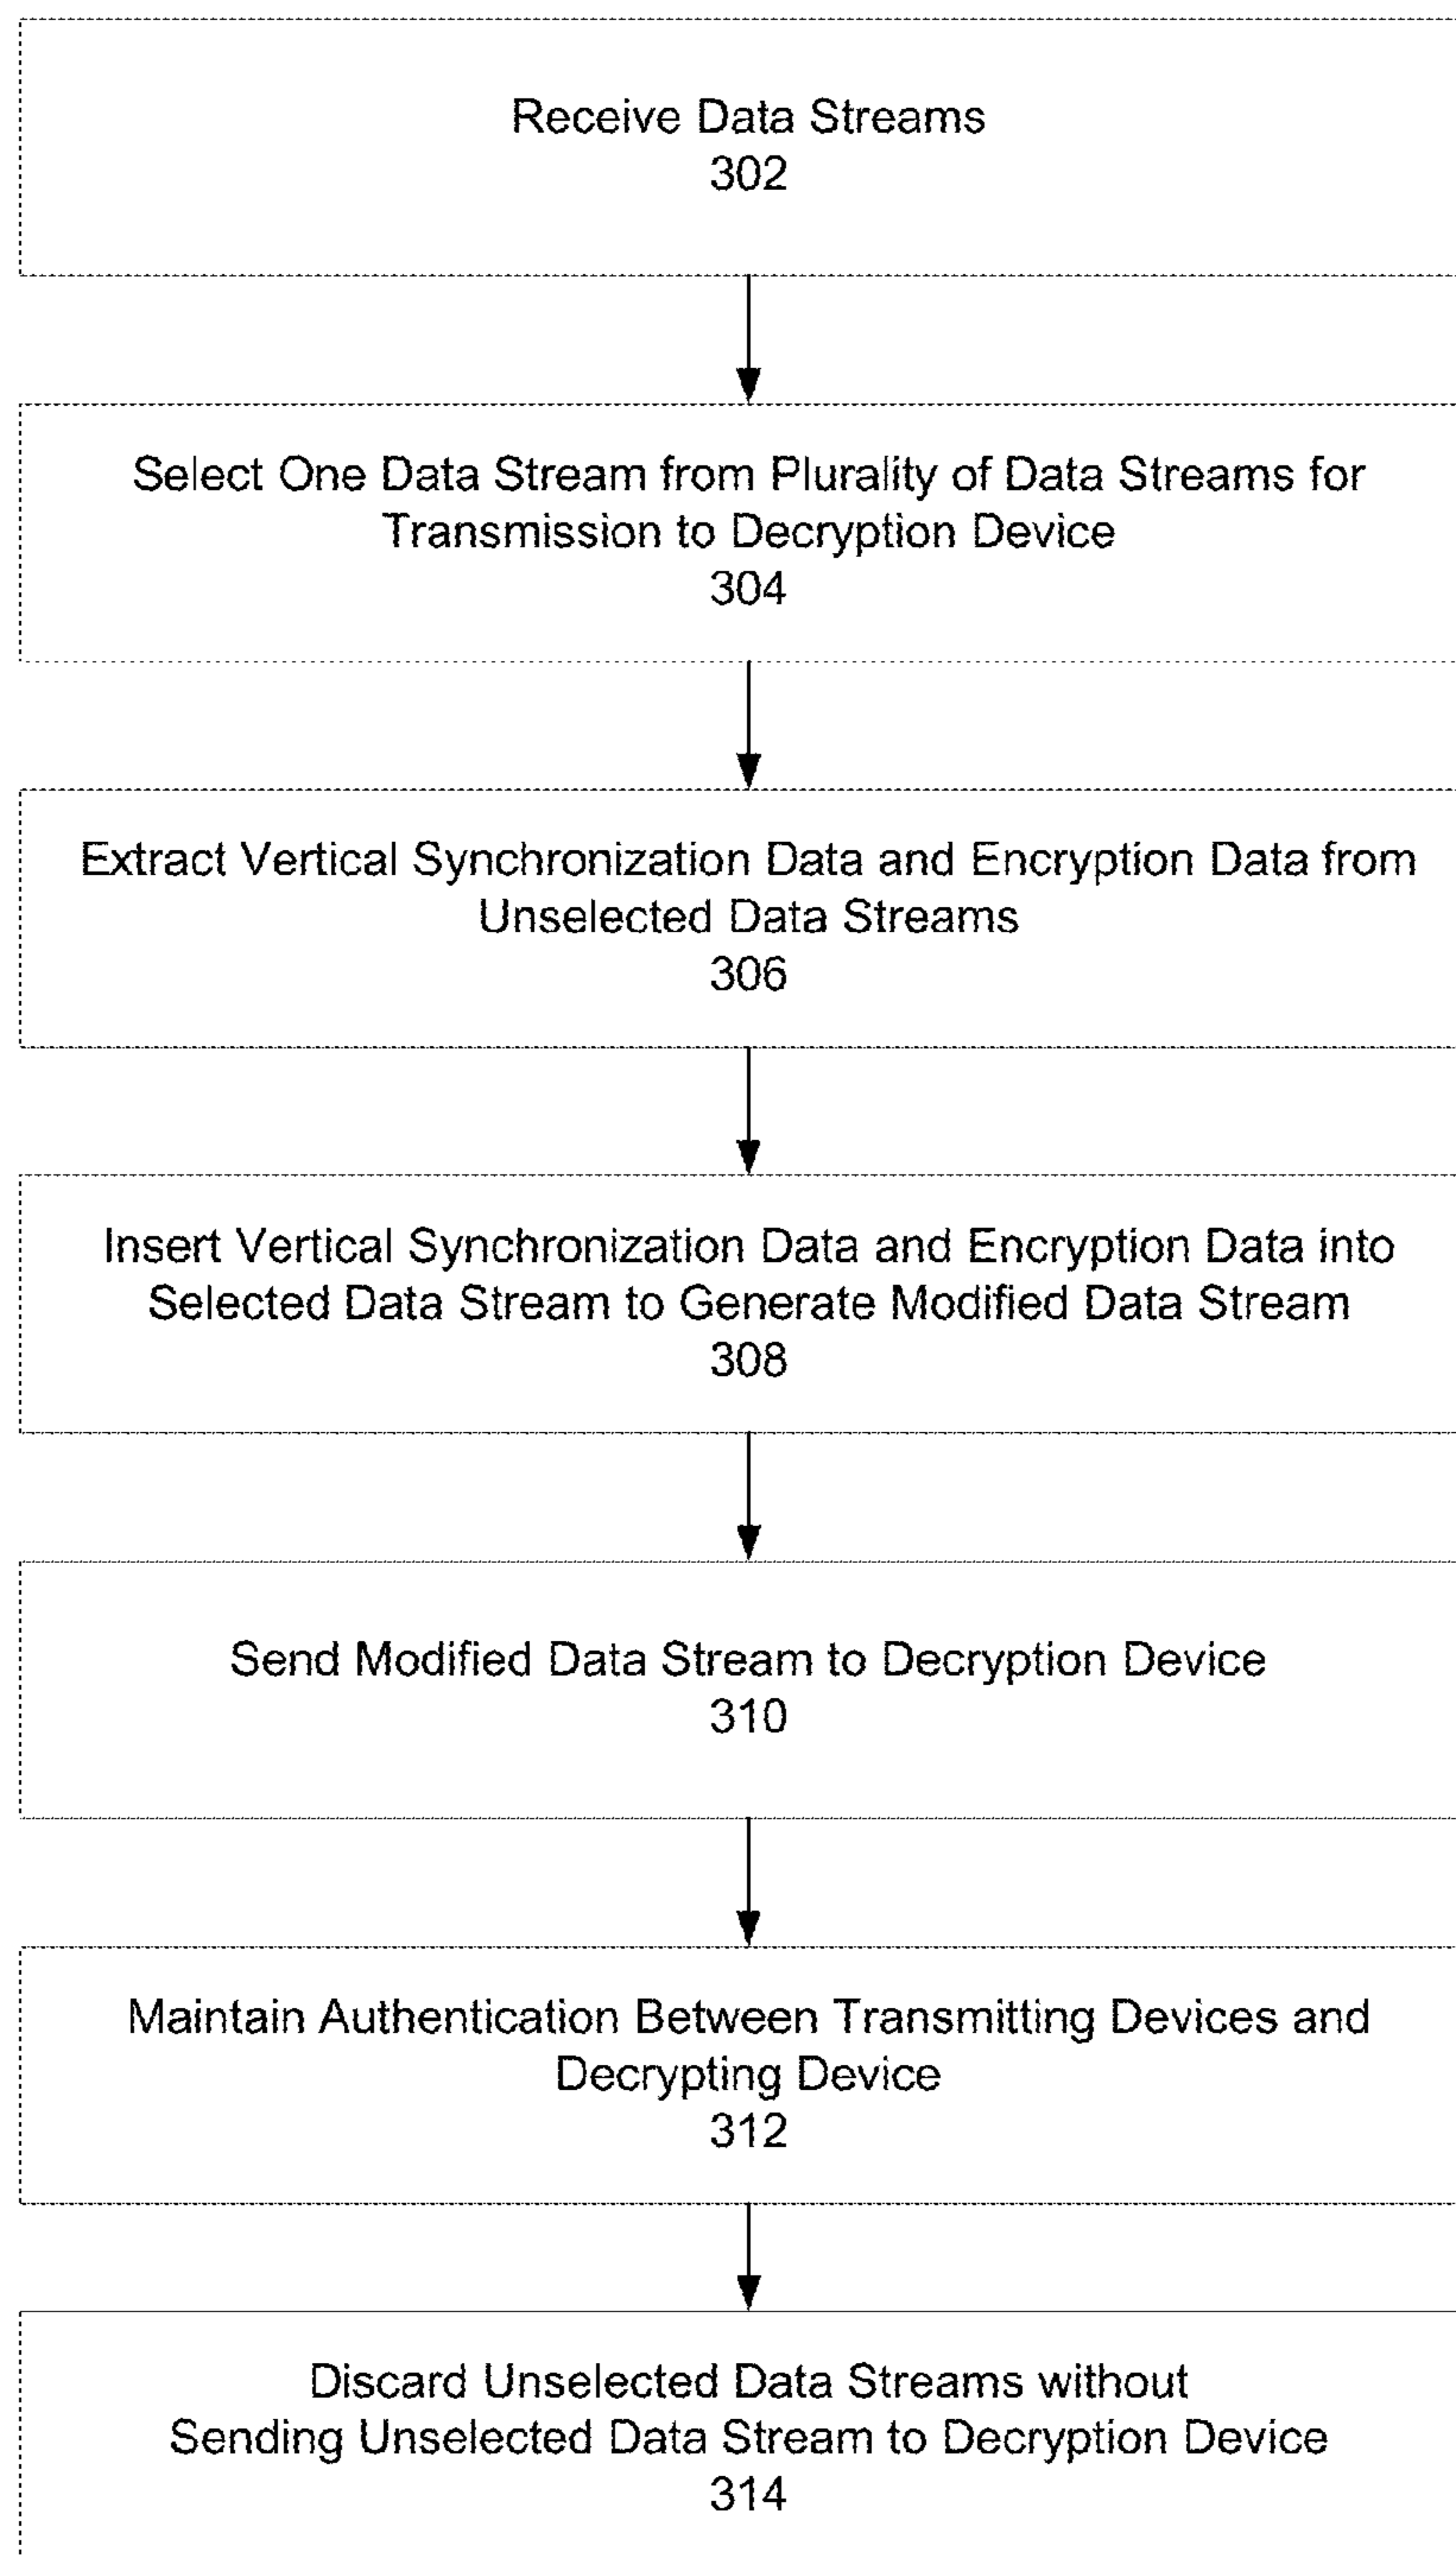 Receive Data Streams
302
Select One Data Stream from Plurality of Data Streams for
Transmission to Decryption Device
304
Extract Vertical Synchronization Data and Encryption Data from
Unselected Data Streams
306
Insert Vertical Synchronization Data and Encryption Data into
Selected Data Stream to Generate Modified Data Stream
308
Send Modified Data Stream to Decryption Device
310
Maintain Authentication Between Transmitting Devices and
Decrypting Device
312
Discard Unselected Data Streams without
Sending Unselected Data Stream to Decryption Device
314